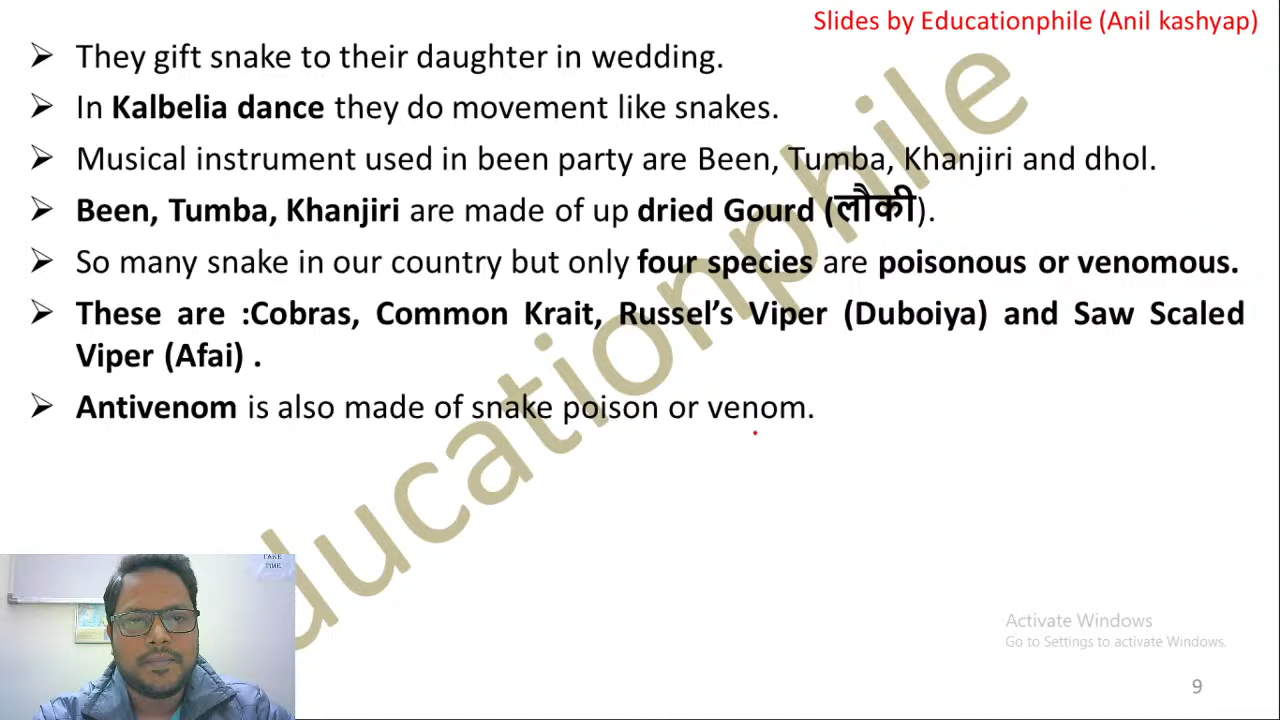 Slides by Educationphile (Anil kashyap)
➢ They gift snake to their daughter in wedding.
➢ In Kalbelia dance they do movement like snakes.
➢ Musical instrument used in been party are Been, Tumba, Khanjiri and dhol.
➢ Been, Tumba, Khanjiri are made of up dried Gourd (लौकी).
➢ So many snake in our country but only four species are poisonous or venomous.
➢ These are :Cobras, Common Krait, Russel’s Viper (Duboiya) and Saw Scaled
Viper (Afai) .
➢ Antivenom is also made of snake poison or venom.
Educationphile
TAKE
TIME
Activate Windows
Go to Settings to activate Windows.
9